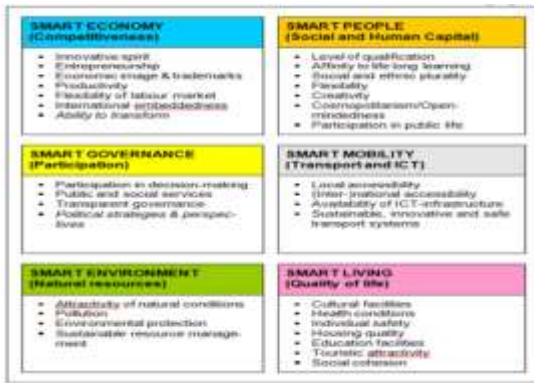 SMART ECONOMY
(Competitiveness)
• Innovative spirit
• Entrepreneurship
• Economic image & trademarks
• Productivity
• Flexibility of labour market
• International embeddedness
• Ability to transform
SMART PEOPLE
(Social and Human Capital)
• Level of qualification
• Affinity to life long learning
• Social and ethnic plurality
• Flexibility
• Creativity
• Cosmopolitanism/Open-
mindedness
• Participation in public life
SMART GOVERNANCE
(Participation)
• Participation in decision-making
• Public and social services
• Transparent governance
• Political strategies & perspec-
tives
SMART MOBILITY
(Transport and ICT)
• Local accessibility
• (Inter-)national accessibility
• Availability of ICT-infrastructure
• Sustainable, innovative and safe
transport systems
SMART ENVIRONMENT
(Natural resources)
• Attractivity of natural conditions
• Pollution
• Environmental protection
• Sustainable resource manage-
ment
SMART LIVING
(Quality of life)
• Cultural facilities
• Health conditions
• Individual safety
• Housing quality
• Education facilities
• Touristic attractivity
• Social cohesion